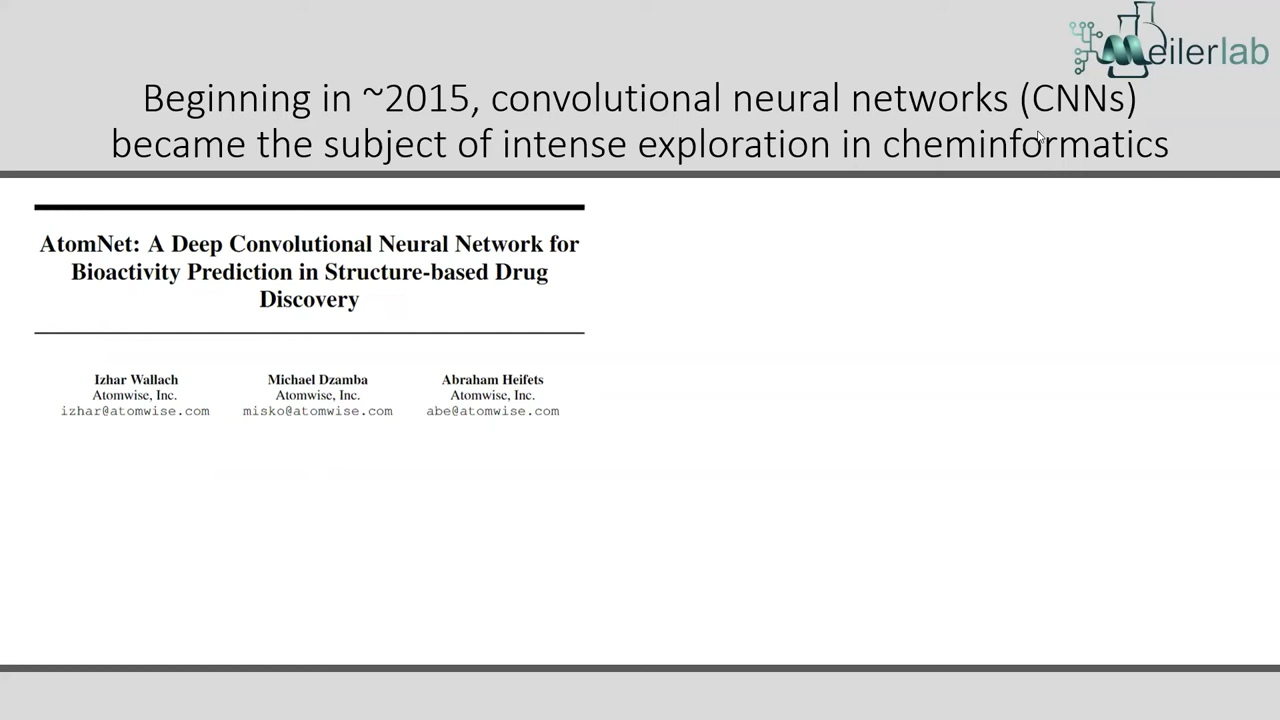 Meilerlab
Beginning in ~2015, convolutional neural networks (CNNs)
became the subject of intense exploration in cheminformatics
AtomNet: A Deep Convolutional Neural Network for
Bioactivity Prediction in Structure-based Drug
Discovery
Izhar Wallach Michael Dzamba Abraham Heifets
Atomwise, Inc. Atomwise, Inc. Atomwise, Inc.
izhar@atomwise.com misko@atomwise.com abe@atomwise.com